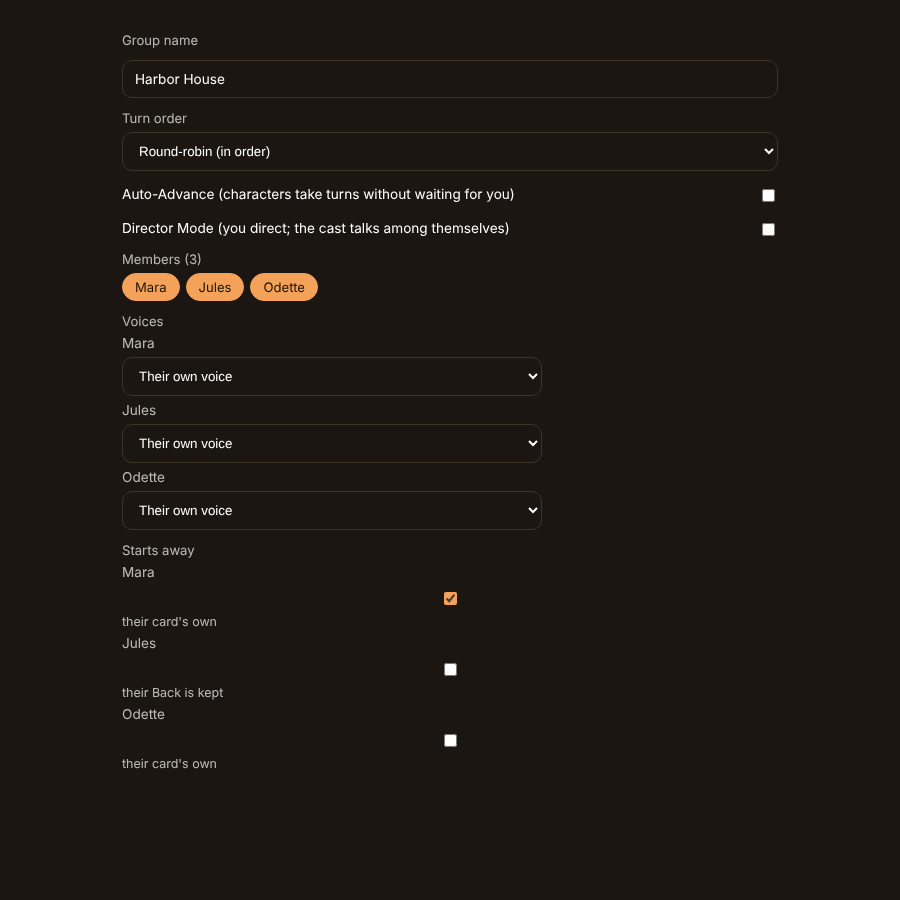 Group name
Harbor House
Turn order
Round-robin (in order)
Auto-Advance (characters take turns without waiting for you)
Director Mode (you direct; the cast talks among themselves)
Members (3)
Mara Jules Odette
Voices
Mara
Their own voice
Jules
Their own voice
Odette
Their own voice
Starts away
Mara
their card's own
Jules
their Back is kept
Odette
their card's own